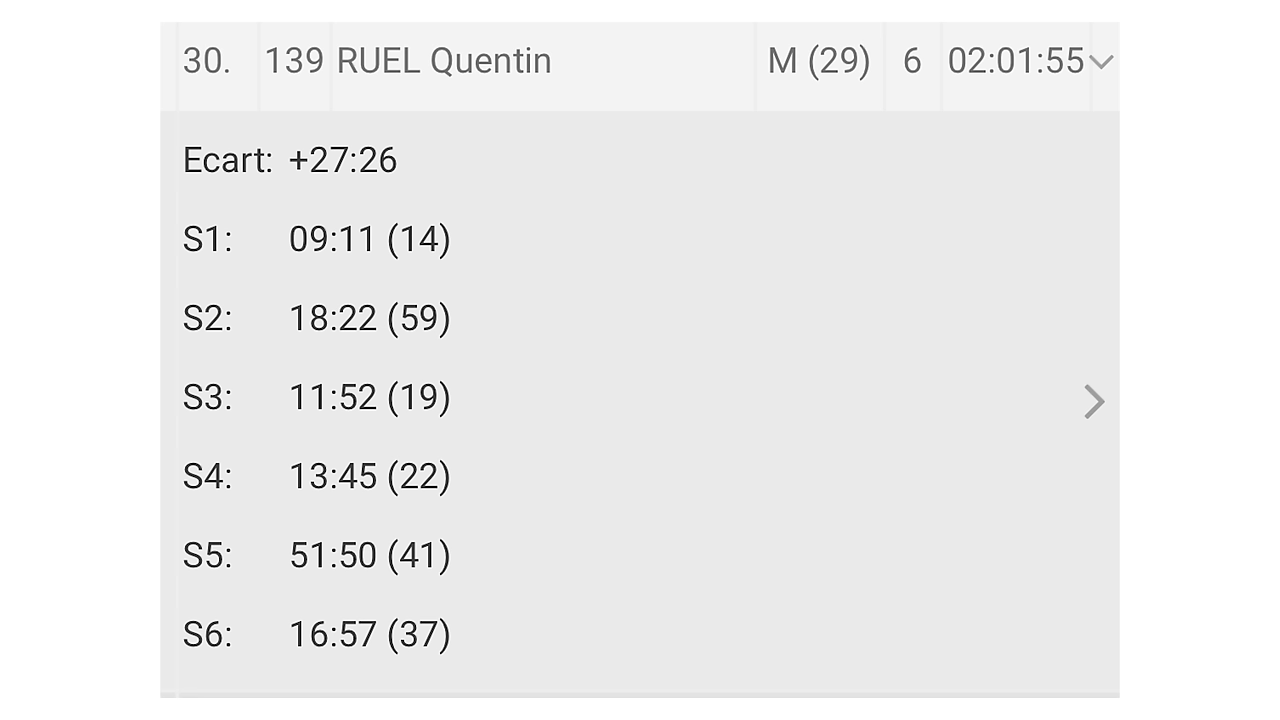 30. 139 RUEL Quentin M (29) 6 02:01:55
Ecart: +27:26
S1: 09:11 (14)
S2: 18:22 (59)
S3: 11:52 (19)
S4: 13:45 (22)
S5: 51:50 (41)
S6: 16:57 (37)